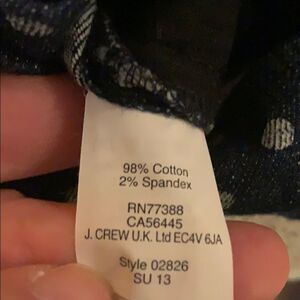 98% Cotton
2% Spandex
RN77388
CA56445
J. CREW U.K. Ltd EC4V 6JA
Style 02826
SU 13